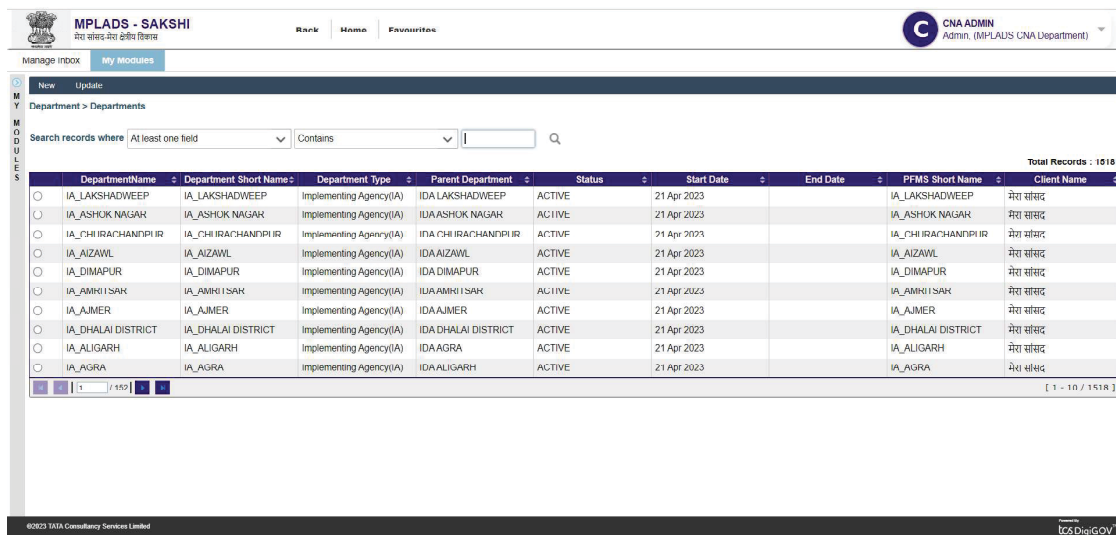 MPLADS - SAKSHI
मेरा सांसद-मेरा क्षेत्रीय विकास
Back Home Favourites
C
CNA ADMIN
Admin, (MPLADS CNA Department)
Manage Inbox My Modules
MY MODULES
New Update
Department > Departments
Search records where At least one field Contains
Total Records : 1518
DepartmentName Department Short Name Department Type Parent Department Status Start Date End Date PFMS Short Name Client Name
IA_LAKSHADWEEP IA_LAKSHADWEEP Implementing Agency(IA) IDA LAKSHADWEEP ACTIVE 21 Apr 2023 IA_LAKSHADWEEP मेरा सांसद
IA_ASHOK NAGAR IA_ASHOK NAGAR Implementing Agency(IA) IDA ASHOK NAGAR ACTIVE 21 Apr 2023 IA_ASHOK NAGAR मेरा सांसद
IA_CHURACHANDPUR IA_CHURACHANDPUR Implementing Agency(IA) IDA CHURACHANDPUR ACTIVE 21 Apr 2023 IA_CHURACHANDPUR मेरा सांसद
IA_AIZAWL IA_AIZAWL Implementing Agency(IA) IDA AIZAWL ACTIVE 21 Apr 2023 IA_AIZAWL मेरा सांसद
IA_DIMAPUR IA_DIMAPUR Implementing Agency(IA) IDA DIMAPUR ACTIVE 21 Apr 2023 IA_DIMAPUR मेरा सांसद
IA_AMRITSAR IA_AMRITSAR Implementing Agency(IA) IDA AMRITSAR ACTIVE 21 Apr 2023 IA_AMRITSAR मेरा सांसद
IA_AJMER IA_AJMER Implementing Agency(IA) IDA AJMER ACTIVE 21 Apr 2023 IA_AJMER मेरा सांसद
IA_DHALAI DISTRICT IA_DHALAI DISTRICT Implementing Agency(IA) IDA DHALAI DISTRICT ACTIVE 21 Apr 2023 IA_DHALAI DISTRICT मेरा सांसद
IA_ALIGARH IA_ALIGARH Implementing Agency(IA) IDA AGRA ACTIVE 21 Apr 2023 IA_ALIGARH मेरा सांसद
IA_AGRA IA_AGRA Implementing Agency(IA) IDA ALIGARH ACTIVE 21 Apr 2023 IA_AGRA मेरा सांसद
1 / 152
[ 1 - 10 / 1518 ]
©2023 TATA Consultancy Services Limited
Powered By
tcs DigiGOV